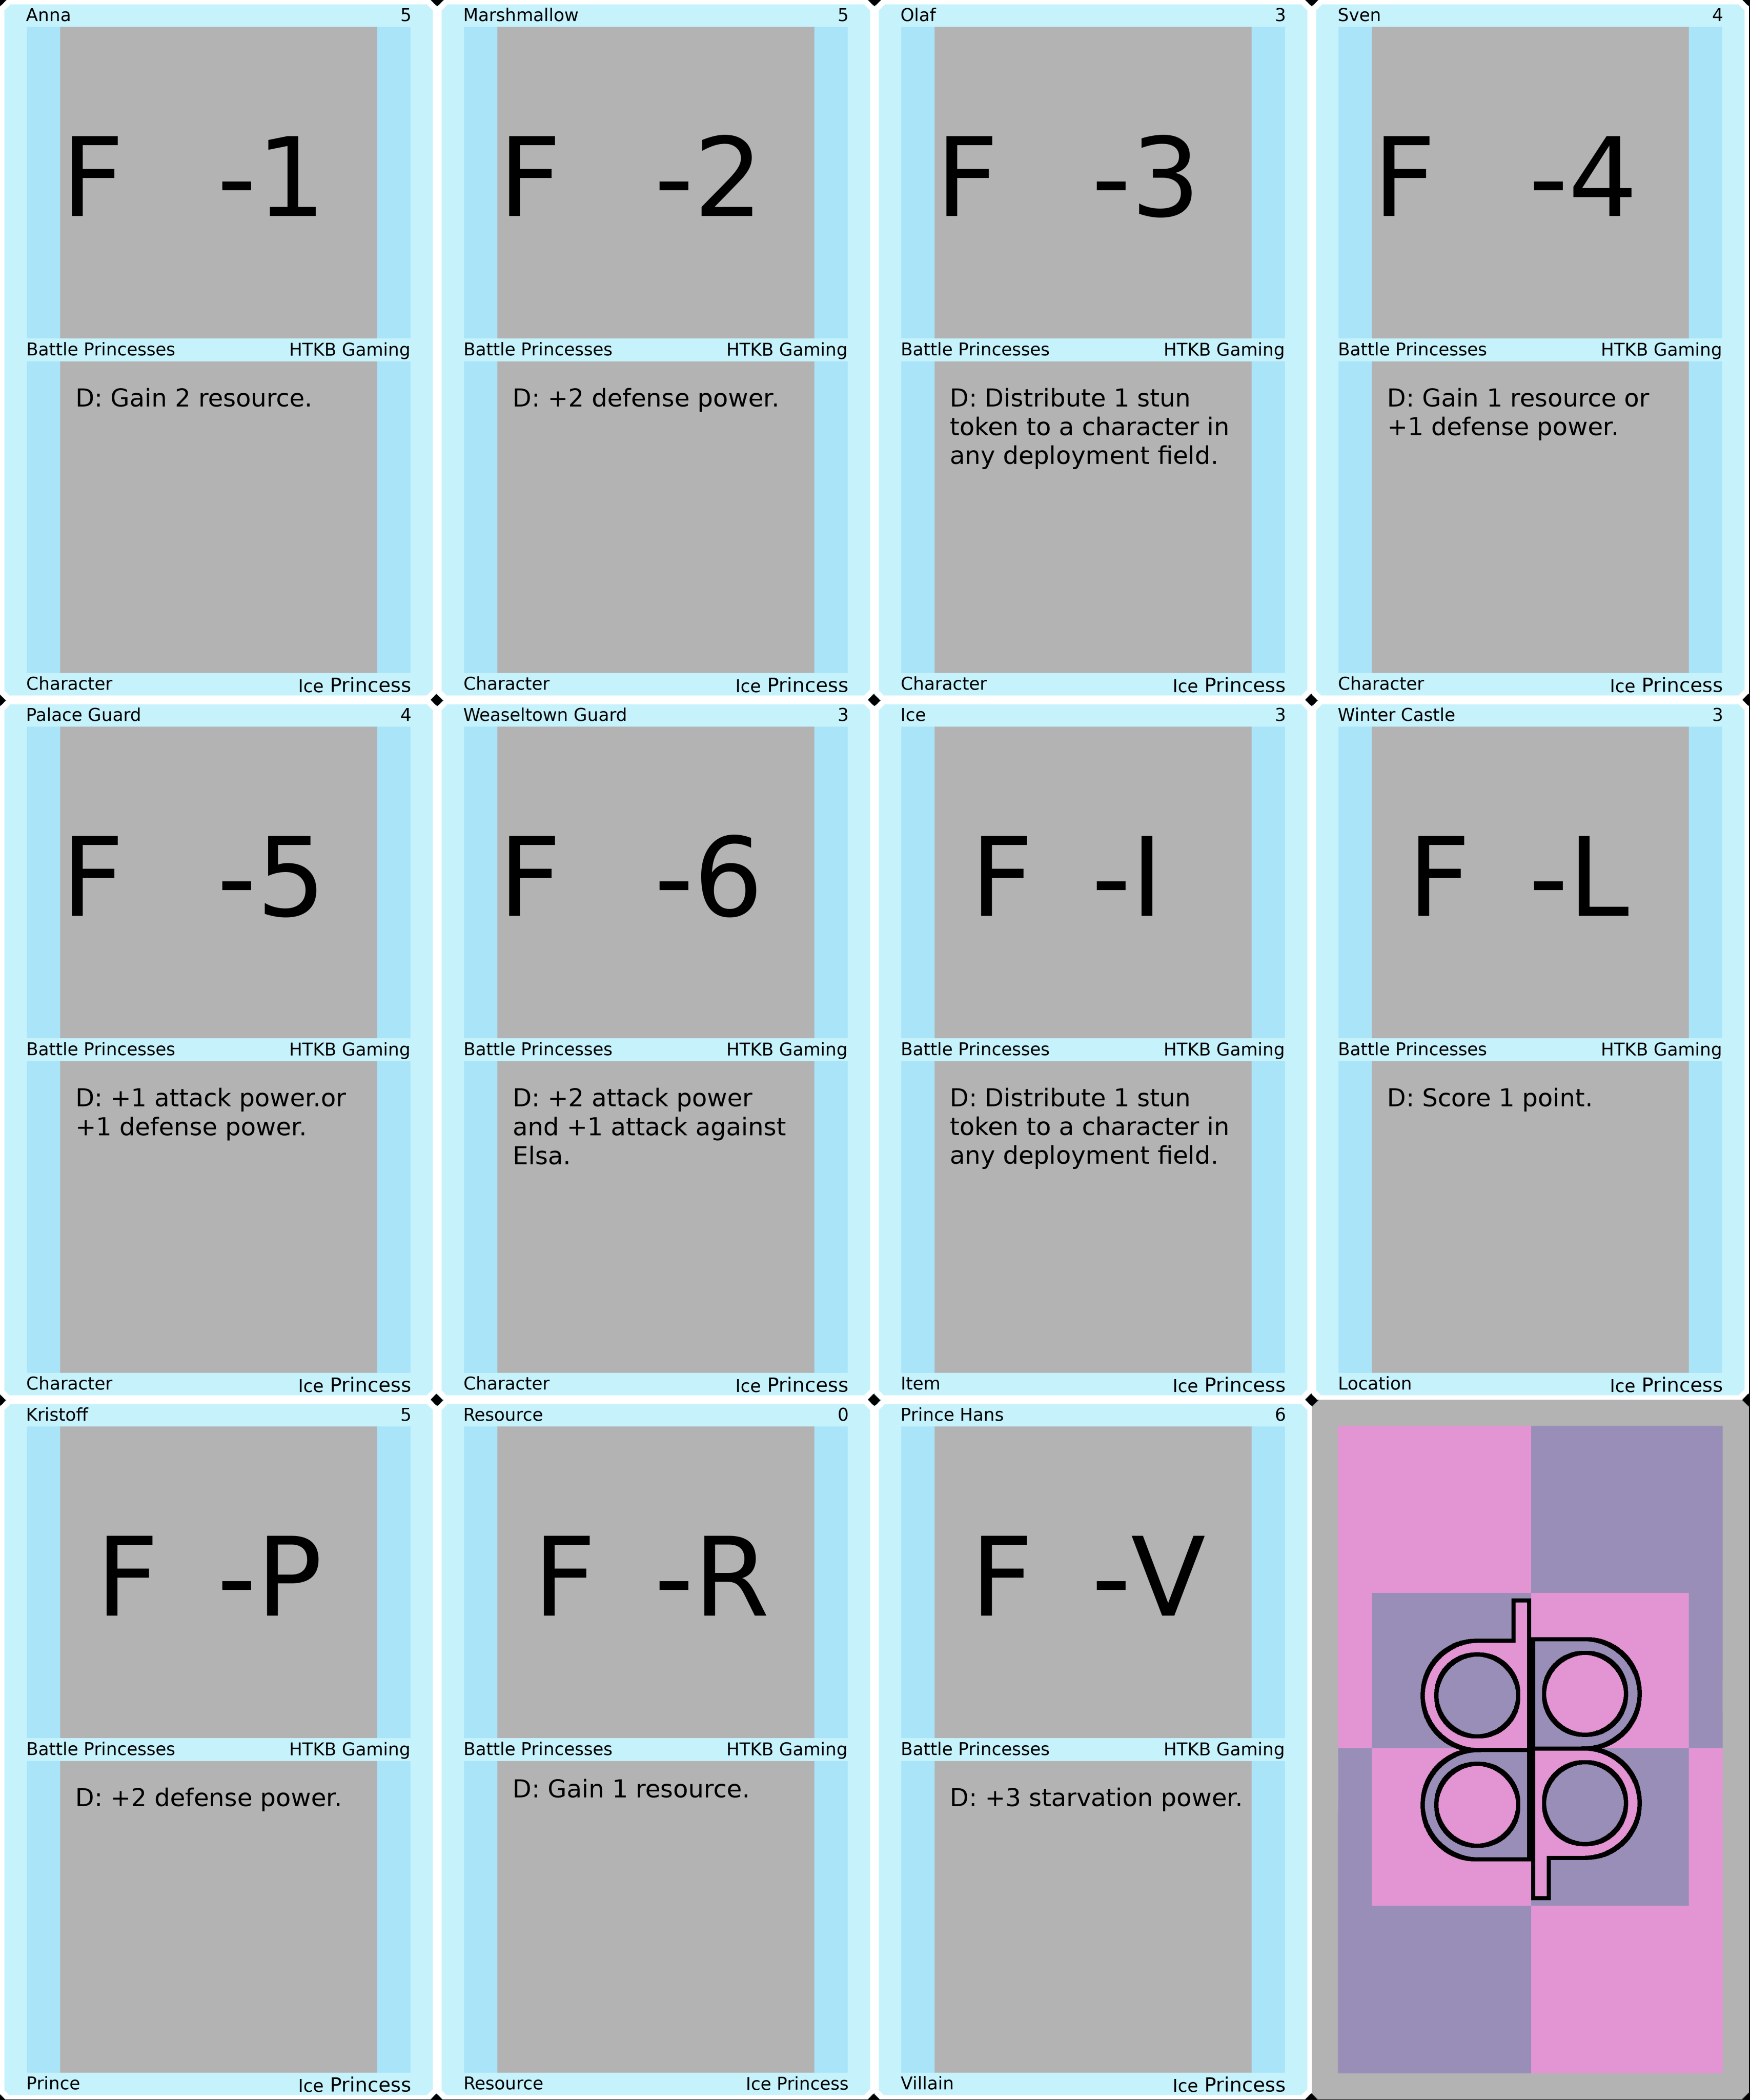 Anna 5
F -1
Battle Princesses HTKB Gaming
D: Gain 2 resource.
Character Ice Princess
Marshmallow 5
F -2
Battle Princesses HTKB Gaming
D: +2 defense power.
Character Ice Princess
Olaf 3
F -3
Battle Princesses HTKB Gaming
D: Distribute 1 stun
token to a character in
any deployment field.
Character Ice Princess
Sven 4
F -4
Battle Princesses HTKB Gaming
D: Gain 1 resource or
+1 defense power.
Character Ice Princess
Palace Guard 4
F -5
Battle Princesses HTKB Gaming
D: +1 attack power.or
+1 defense power.
Character Ice Princess
Weaseltown Guard 3
F -6
Battle Princesses HTKB Gaming
D: +2 attack power
and +1 attack against
Elsa.
Character Ice Princess
Ice 3
F -I
Battle Princesses HTKB Gaming
D: Distribute 1 stun
token to a character in
any deployment field.
Item Ice Princess
Winter Castle 3
F -L
Battle Princesses HTKB Gaming
D: Score 1 point.
Location Ice Princess
Kristoff 5
F -P
Battle Princesses HTKB Gaming
D: +2 defense power.
Prince Ice Princess
Resource 0
F -R
Battle Princesses HTKB Gaming
D: Gain 1 resource.
Resource Ice Princess
Prince Hans 6
F -V
Battle Princesses HTKB Gaming
D: +3 starvation power.
Villain Ice Princess